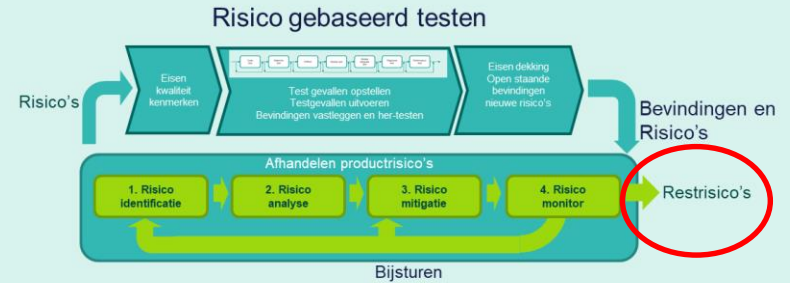 Risico gebaseerd testen
Risico's
Eisen
kwaliteit
kenmerken
Test gevallen opstellen
Testgevallen uitvoeren
Bevindingen vastleggen en her-testen
Eisen dekking
Open staande
bevindingen
nieuwe risico's
Bevindingen en
Risico's
Afhandelen productrisico's
1. Risico
identificatie
2. Risico
analyse
3. Risico
mitigatie
4. Risico
monitor
Restrisico's
Bijsturen